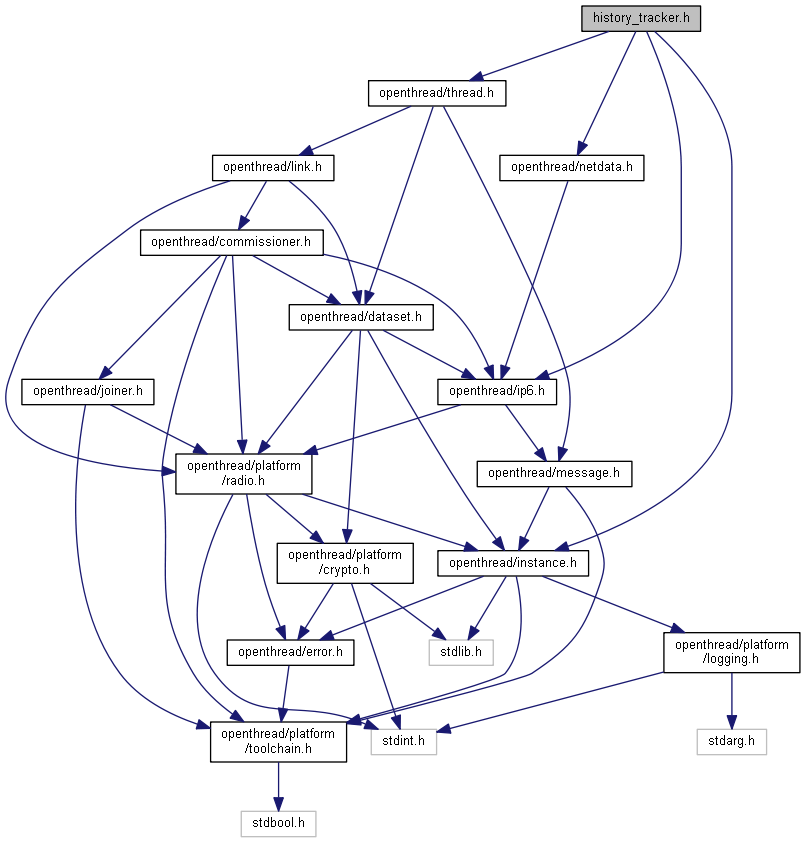 history_tracker.h
openthread/thread.h
openthread/link.h
openthread/netdata.h
openthread/commissioner.h
openthread/dataset.h
openthread/joiner.h
openthread/ip6.h
openthread/platform
/radio.h
openthread/message.h
openthread/platform
/crypto.h
openthread/instance.h
openthread/error.h
stdlib.h
openthread/platform
/logging.h
openthread/platform
/toolchain.h
stdint.h
stdarg.h
stdbool.h